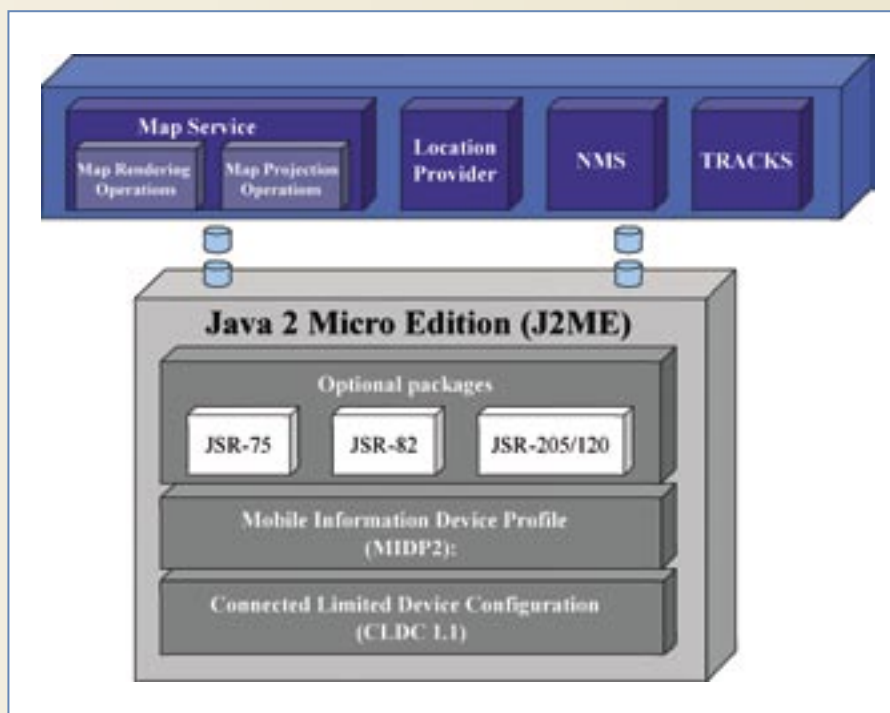 Map Service
Map Rendering
Operations
Map Projection
Operations
Location
Provider
NMS
TRACKS
Java 2 Micro Edition (J2ME)
Optional packages
JSR-75
JSR-82
JSR-205/120
Mobile Information Device Profile
(MIDP2):
Connected Limited Device Configuration
(CLDC 1.1)